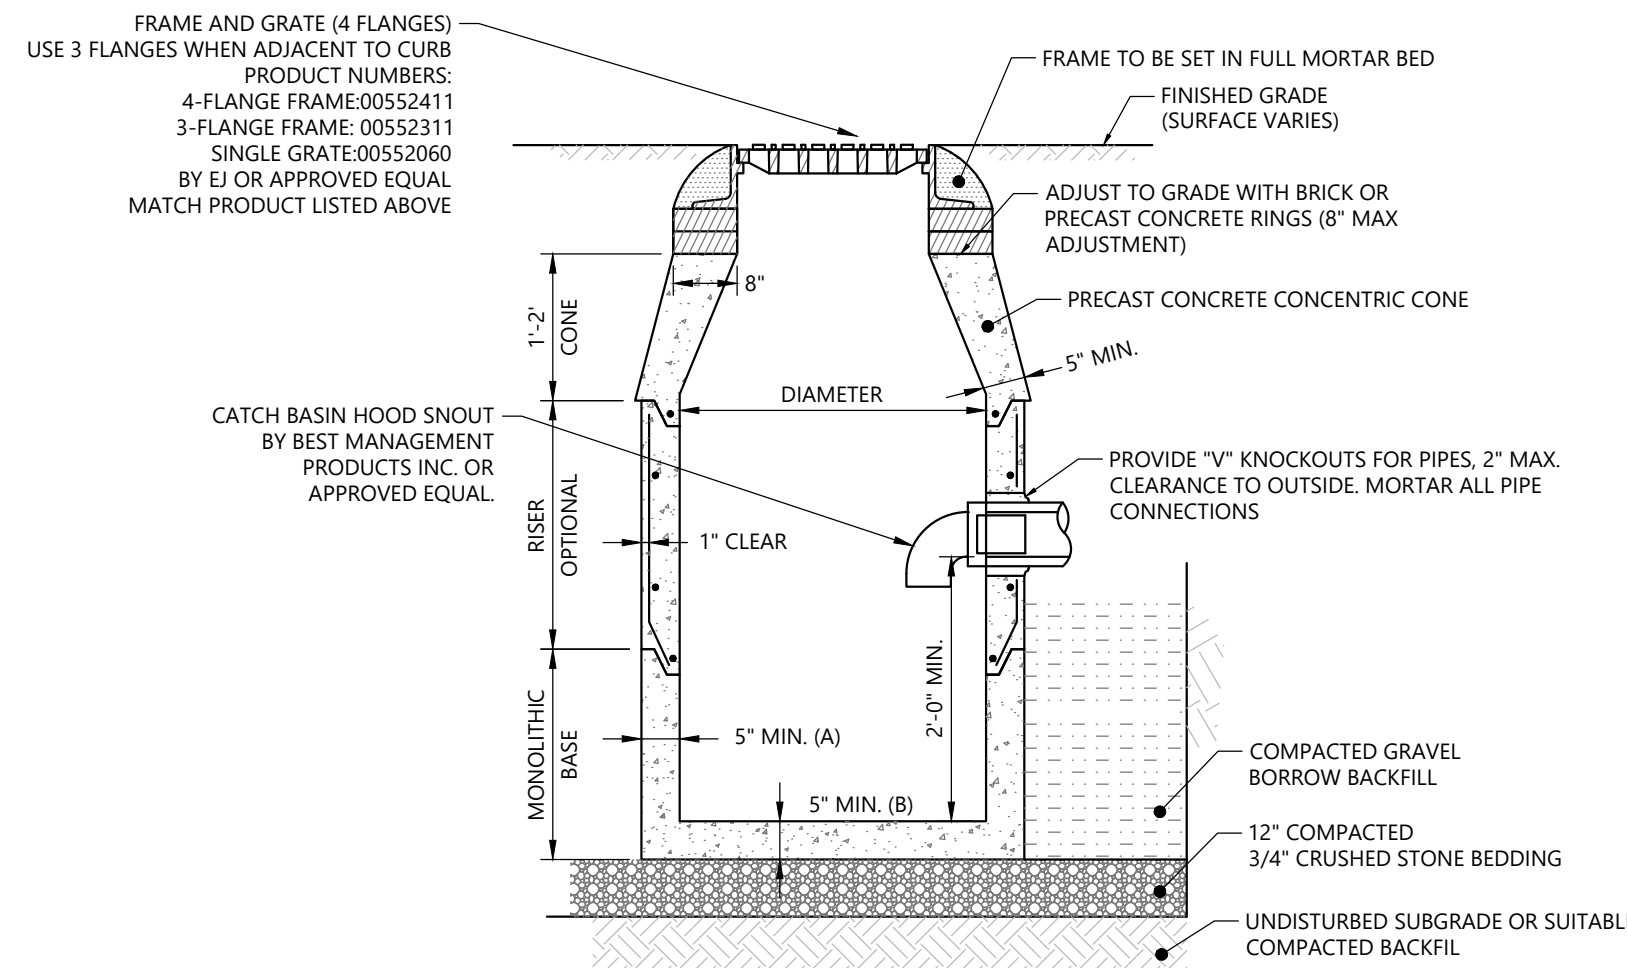 FRAME AND GRATE (4 FLANGES)
USE 3 FLANGES WHEN ADJACENT TO CURB
PRODUCT NUMBERS:
4-FLANGE FRAME:00552411
3-FLANGE FRAME: 00552311
SINGLE GRATE:00552060
BY EJ OR APPROVED EQUAL
MATCH PRODUCT LISTED ABOVE
FRAME TO BE SET IN FULL MORTAR BED
FINISHED GRADE
(SURFACE VARIES)
ADJUST TO GRADE WITH BRICK OR
PRECAST CONCRETE RINGS (8" MAX
ADJUSTMENT)
8"
1'-2'
CONE
PRECAST CONCRETE CONCENTRIC CONE
5" MIN.
DIAMETER
CATCH BASIN HOOD SNOUT
BY BEST MANAGEMENT
PRODUCTS INC. OR
APPROVED EQUAL.
PROVIDE "V" KNOCKOUTS FOR PIPES, 2" MAX.
CLEARANCE TO OUTSIDE. MORTAR ALL PIPE
CONNECTIONS
RISER
OPTIONAL
1" CLEAR
2'-0" MIN.
MONOLITHIC
BASE
5" MIN. (A)
5" MIN. (B)
COMPACTED GRAVEL
BORROW BACKFILL
12" COMPACTED
3/4" CRUSHED STONE BEDDING
UNDISTURBED SUBGRADE OR SUITABL
COMPACTED BACKFIL